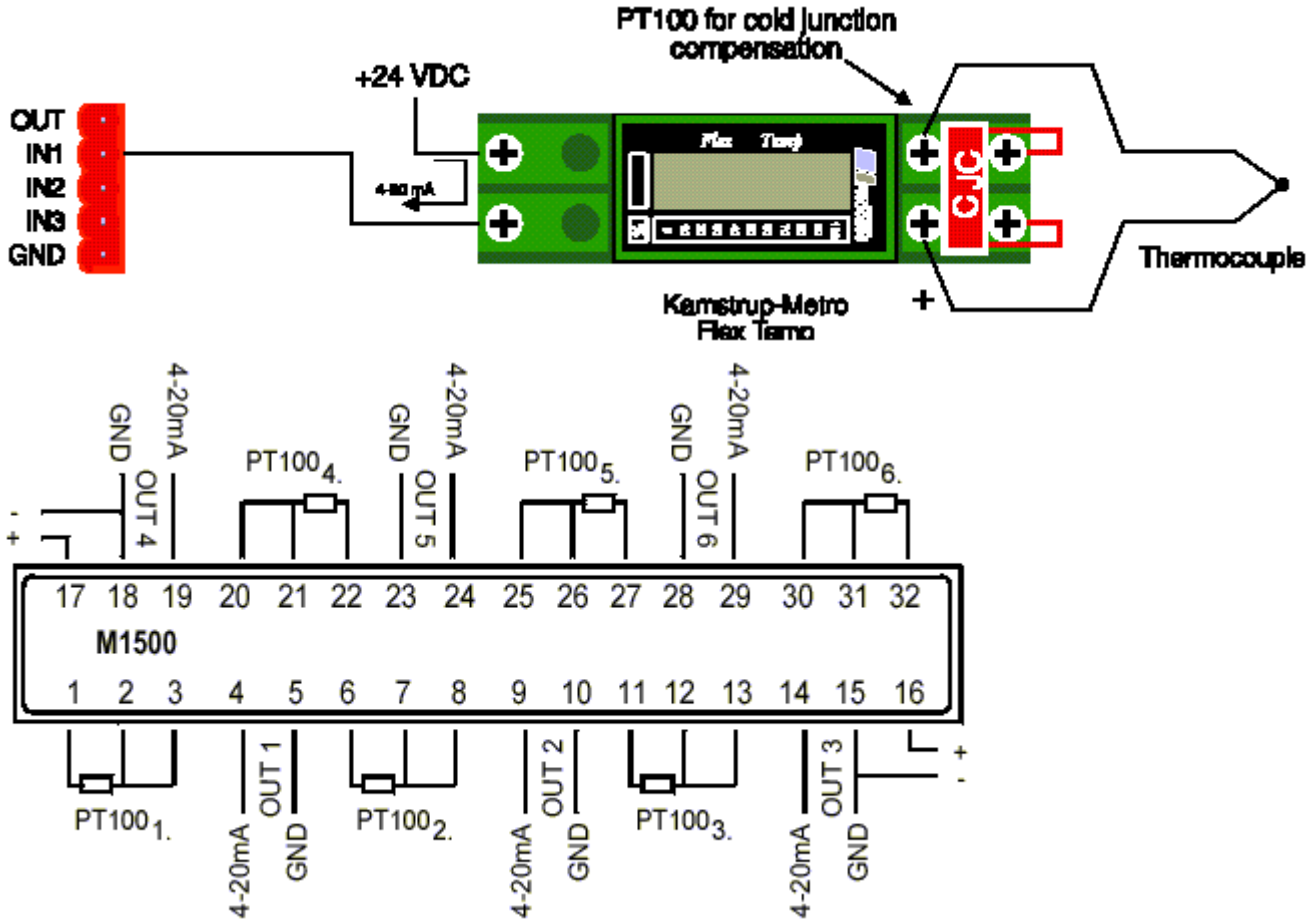 PT100 for cold junction
compensation
+24 VDC
OUT
IN1
IN2
IN3
GND
4-20 mA
Flex Temp
CJC
+
Thermocouple
Kamstrup-Metro
Flex Temp
GND
OUT 4
4-20mA
PT100 4.
GND
OUT 5
4-20mA
PT100 5.
GND
OUT 6
4-20mA
PT100 6.
-
+
17 18 19 20 21 22 23 24 25 26 27 28 29 30 31 32
M1500
1 2 3 4 5 6 7 8 9 10 11 12 13 14 15 16
PT100 1.
4-20mA
OUT 1
GND
PT100 2.
4-20mA
OUT 2
GND
PT100 3.
4-20mA
OUT 3
GND
+
-